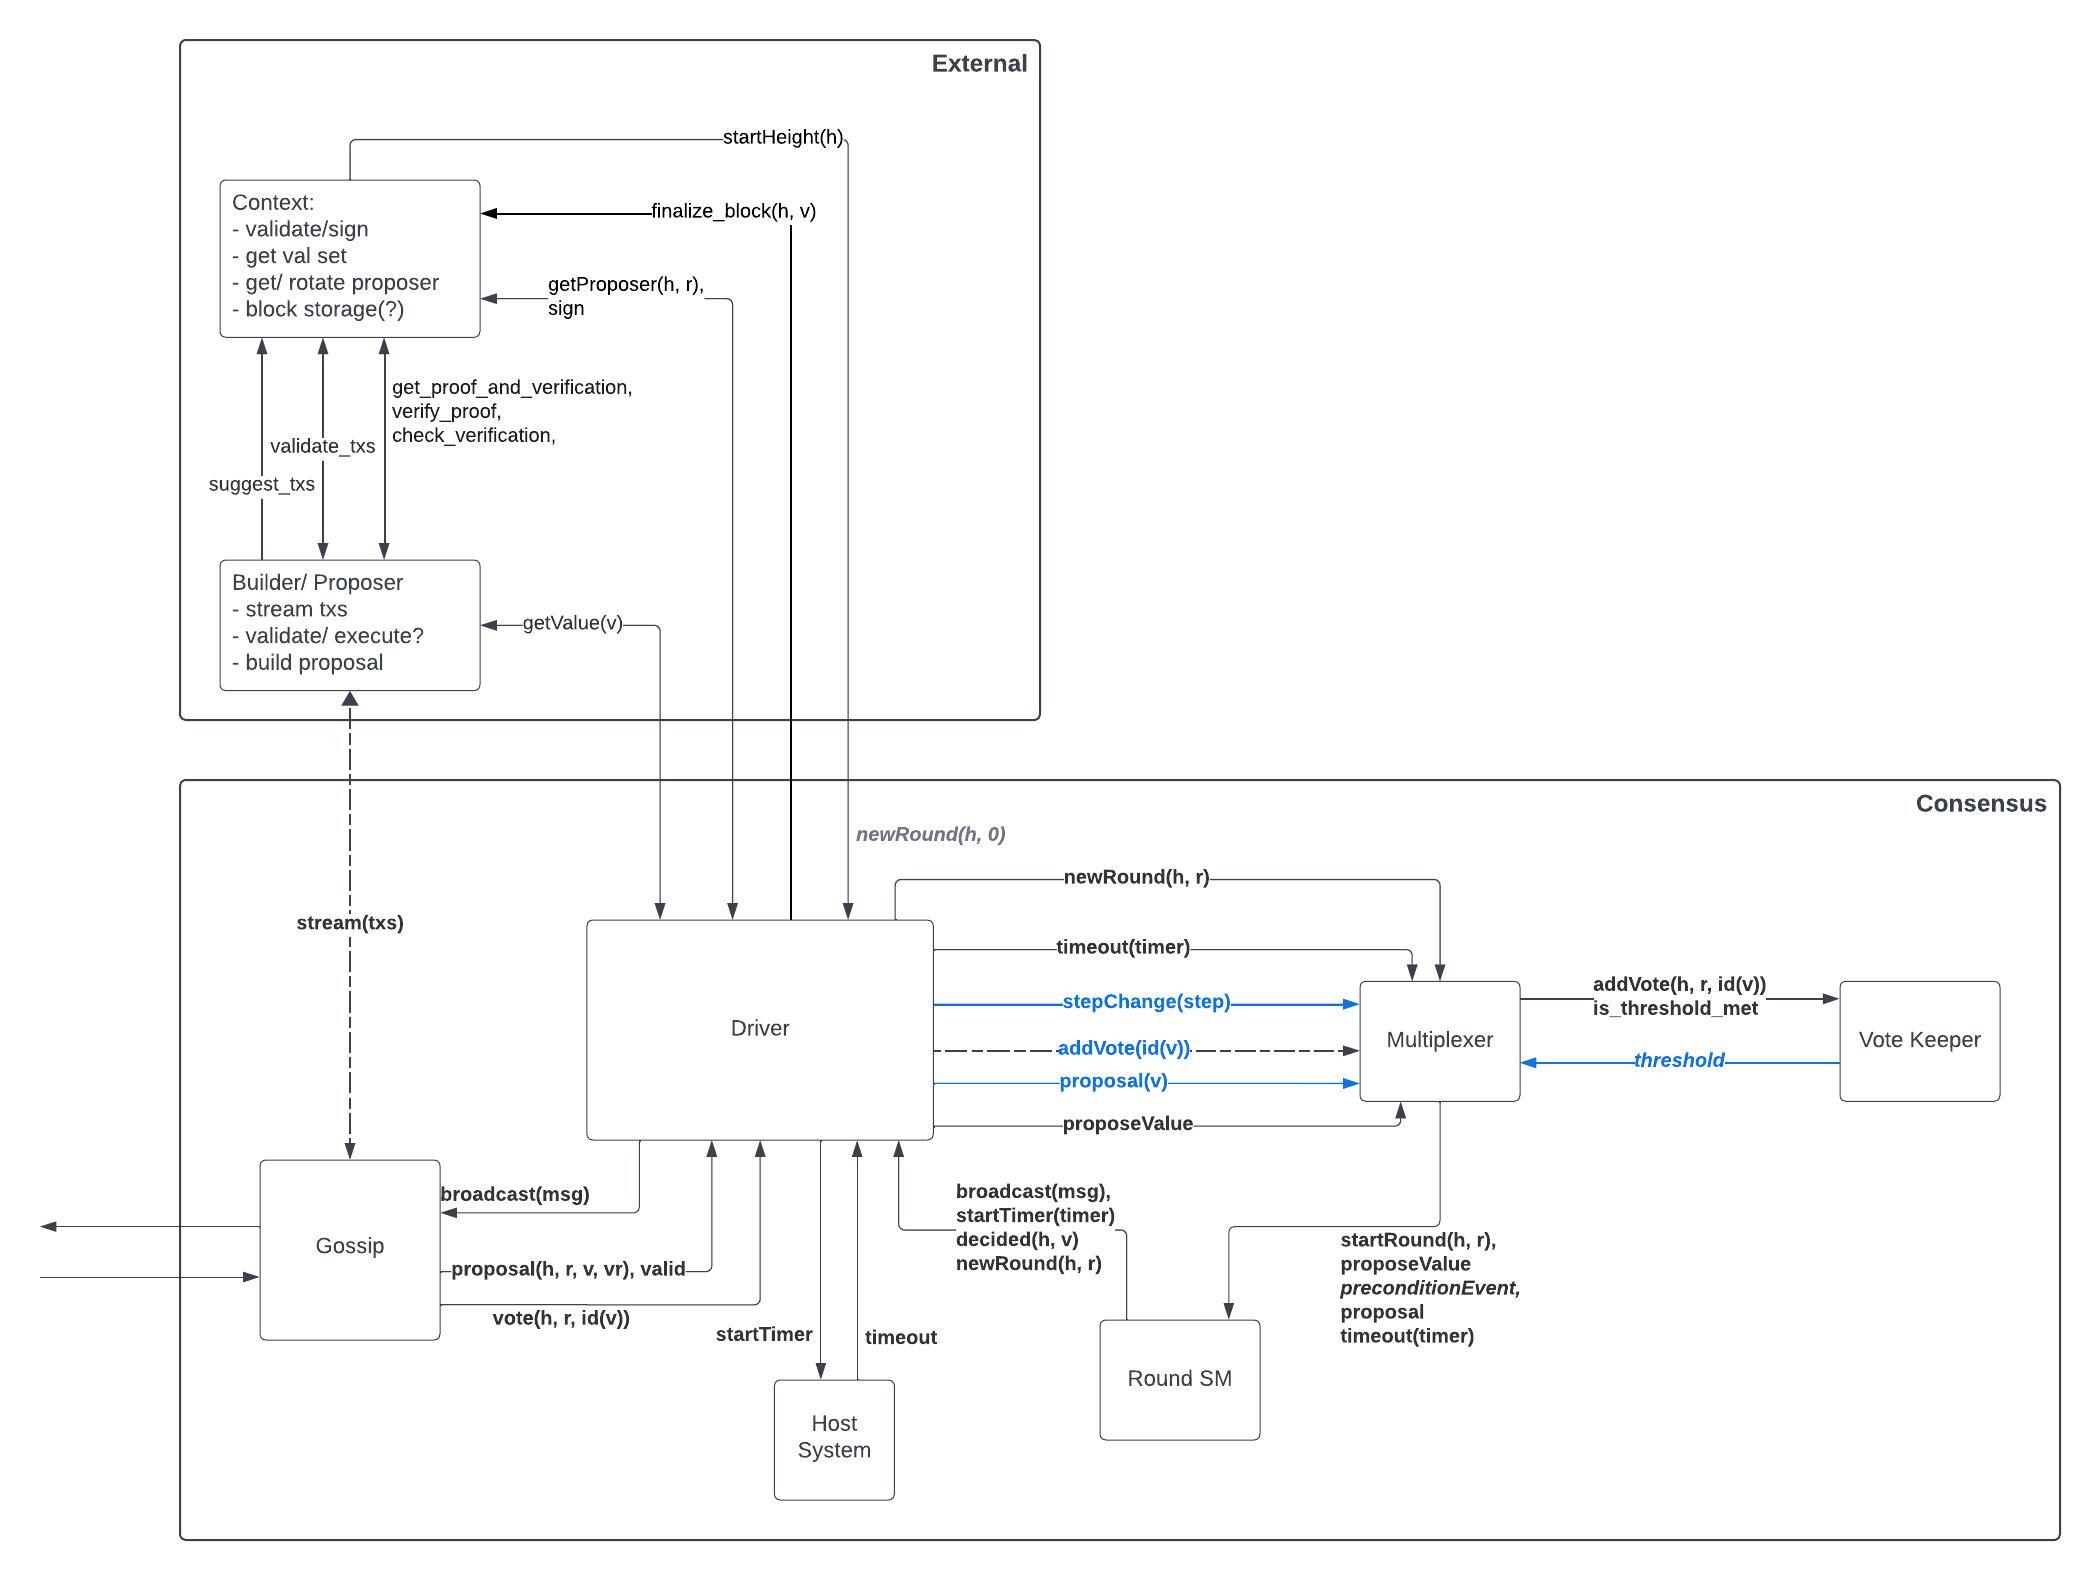 External
startHeight(h)
Context:
- validate/sign
- get val set
- get/ rotate proposer
- block storage(?)
finalize_block(h, v)
getProposer(h, r),
sign
get_proof_and_verification,
verify_proof,
check_verification,
validate_txs
suggest_txs
Builder/ Proposer
- stream txs
- validate/ execute?
- build proposal
getValue(v)
Consensus
newRound(h, 0)
newRound(h, r)
stream(txs)
timeout(timer)
stepChange(step)
addVote(id(v))
proposal(v)
proposeValue
Driver
Multiplexer
addVote(h, r, id(v))
is_threshold_met
threshold
Vote Keeper
broadcast(msg)
Gossip
proposal(h, r, v, vr), valid
vote(h, r, id(v))
startTimer
timeout
Host
System
broadcast(msg),
startTimer(timer)
decided(h, v)
newRound(h, r)
Round SM
startRound(h, r),
proposeValue
preconditionEvent,
proposal
timeout(timer)